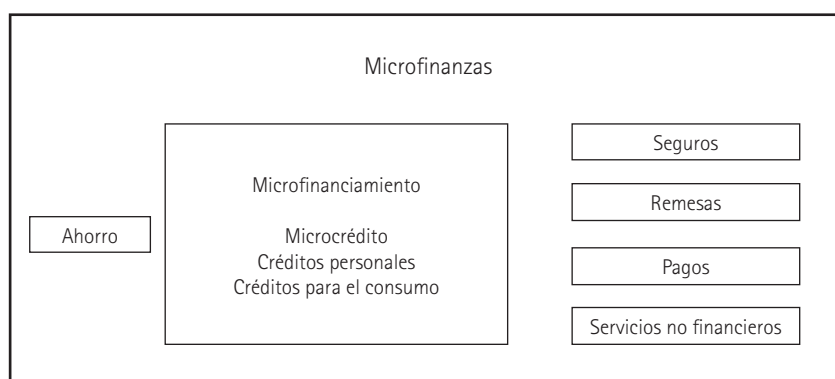 Microfinanzas
Ahorro
Microfinanciamiento
Microcrédito
Créditos personales
Créditos para el consumo
Seguros
Remesas
Pagos
Servicios no financieros